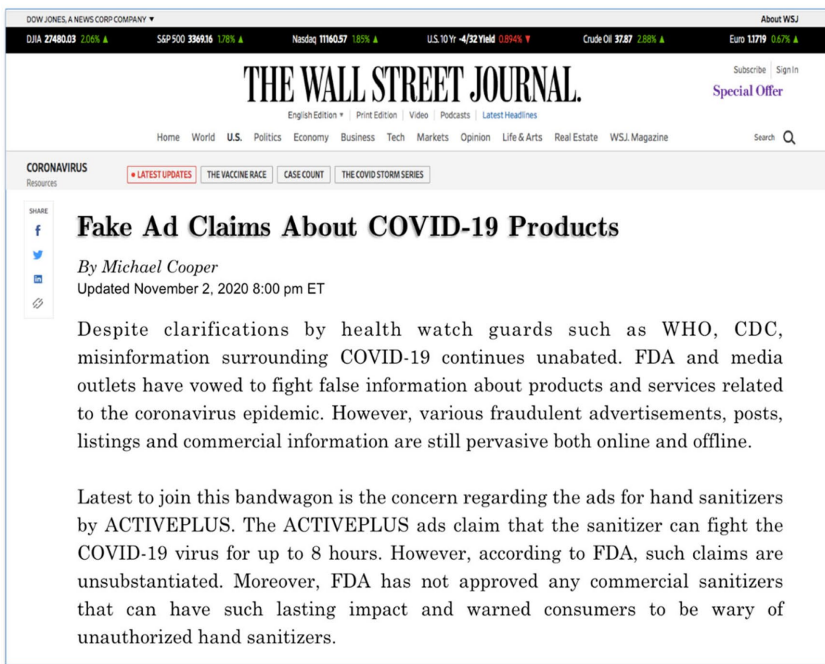 DOW JONES, A NEWS CORP COMPANY ▼ About WSJ
DJIA 27480.03 2.06% ▲ S&P 500 3369.16 1.78% ▲ Nasdaq 11160.57 1.85% ▲ U.S. 10 Yr -4/32 Yield 0.894% ▼ Crude Oil 37.87 2.88% ▲ Euro 1.1719 0.67% ▲
THE WALL STREET JOURNAL.
Subscribe | Sign In
Special Offer
English Edition ▼ | Print Edition | Video | Podcasts | Latest Headlines
Home World U.S. Politics Economy Business Tech Markets Opinion Life & Arts Real Estate WSJ. Magazine Search
CORONAVIRUS
Resources
• LATEST UPDATES THE VACCINE RACE CASE COUNT THE COVID STORM SERIES
SHARE
Fake Ad Claims About COVID-19 Products
By Michael Cooper
Updated November 2, 2020 8:00 pm ET
Despite clarifications by health watch guards such as WHO, CDC,
misinformation surrounding COVID-19 continues unabated. FDA and media
outlets have vowed to fight false information about products and services related
to the coronavirus epidemic. However, various fraudulent advertisements, posts,
listings and commercial information are still pervasive both online and offline.
Latest to join this bandwagon is the concern regarding the ads for hand sanitizers
by ACTIVEPLUS. The ACTIVEPLUS ads claim that the sanitizer can fight the
COVID-19 virus for up to 8 hours. However, according to FDA, such claims are
unsubstantiated. Moreover, FDA has not approved any commercial sanitizers
that can have such lasting impact and warned consumers to be wary of
unauthorized hand sanitizers.